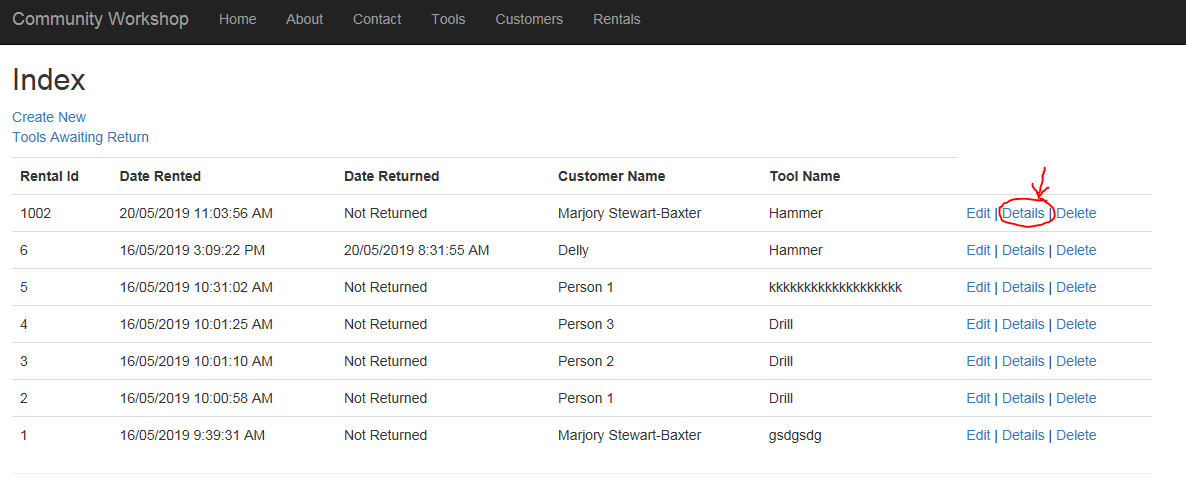 Community Workshop Home About Contact Tools Customers Rentals
Index
Create New
Tools Awaiting Return
Rental Id Date Rented Date Returned Customer Name Tool Name
1002 20/05/2019 11:03:56 AM Not Returned Marjory Stewart-Baxter Hammer Edit | Details | Delete
6 16/05/2019 3:09:22 PM 20/05/2019 8:31:55 AM Delly Hammer Edit | Details | Delete
5 16/05/2019 10:31:02 AM Not Returned Person 1 kkkkkkkkkkkkkkkkkkk Edit | Details | Delete
4 16/05/2019 10:01:25 AM Not Returned Person 3 Drill Edit | Details | Delete
3 16/05/2019 10:01:10 AM Not Returned Person 2 Drill Edit | Details | Delete
2 16/05/2019 10:00:58 AM Not Returned Person 1 Drill Edit | Details | Delete
1 16/05/2019 9:39:31 AM Not Returned Marjory Stewart-Baxter gsdgsdg Edit | Details | Delete